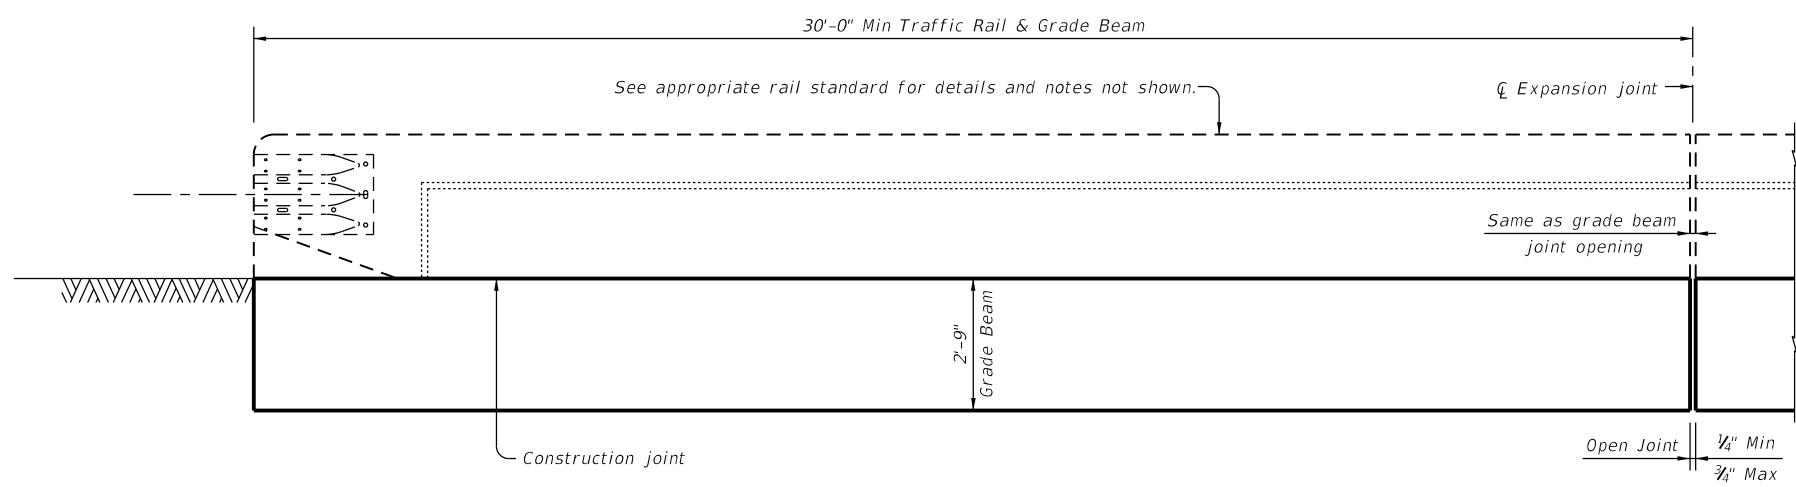 30'-0" Min Traffic Rail & Grade Beam
See appropriate rail standard for details and notes not shown.
℄ Expansion joint
Same as grade beam
joint opening
2'-9"
Grade Beam
Construction joint
Open Joint
1/4" Min
3/4" Max